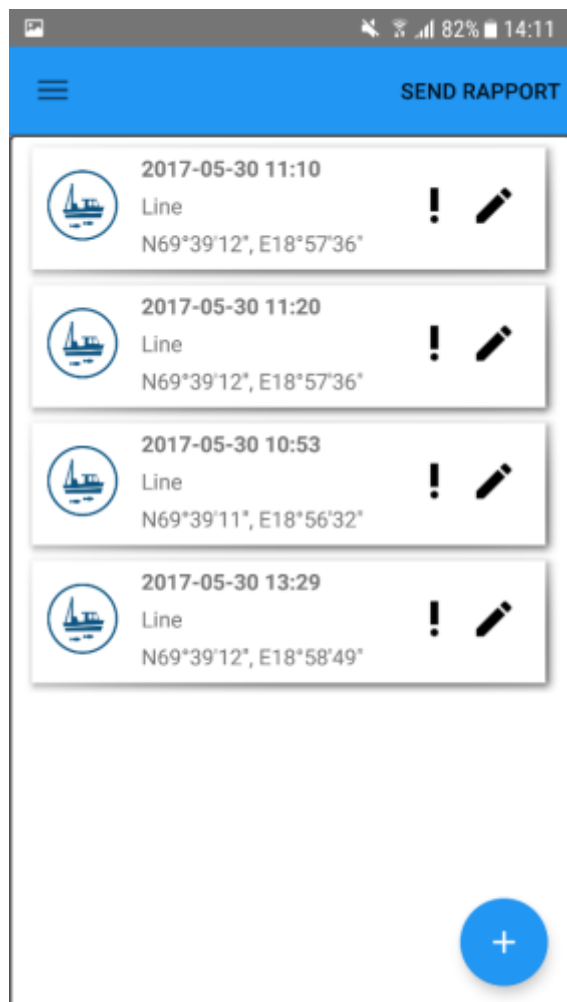 82% 14:11
SEND RAPPORT
2017-05-30 11:10
Line
N69°39'12", E18°57'36"
2017-05-30 11:20
Line
N69°39'12", E18°57'36"
2017-05-30 10:53
Line
N69°39'11", E18°56'32"
2017-05-30 13:29
Line
N69°39'12", E18°58'49"